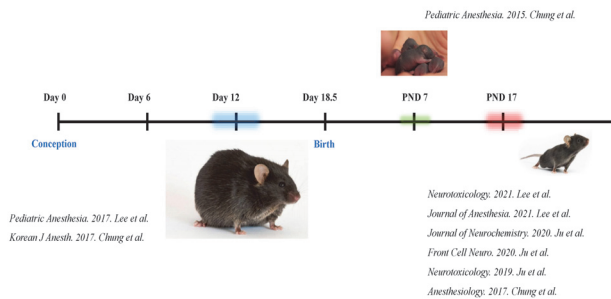 Pediatric Anesthesia. 2015. Chung et al.
Day 0
Day 6
Day 12
Day 18.5
PND 7
PND 17
Conception
Birth
Pediatric Anesthesia. 2017. Lee et al.
Korean J Anesth. 2017. Chung et al.
Neurotoxicology. 2021. Lee et al.
Journal of Anesthesia. 2021. Lee et al.
Journal of Neurochemistry. 2020. Ju et al.
Front Cell Neuro. 2020. Ju et al.
Neurotoxicology. 2019. Ju et al.
Anesthesiology. 2017. Chung et al.